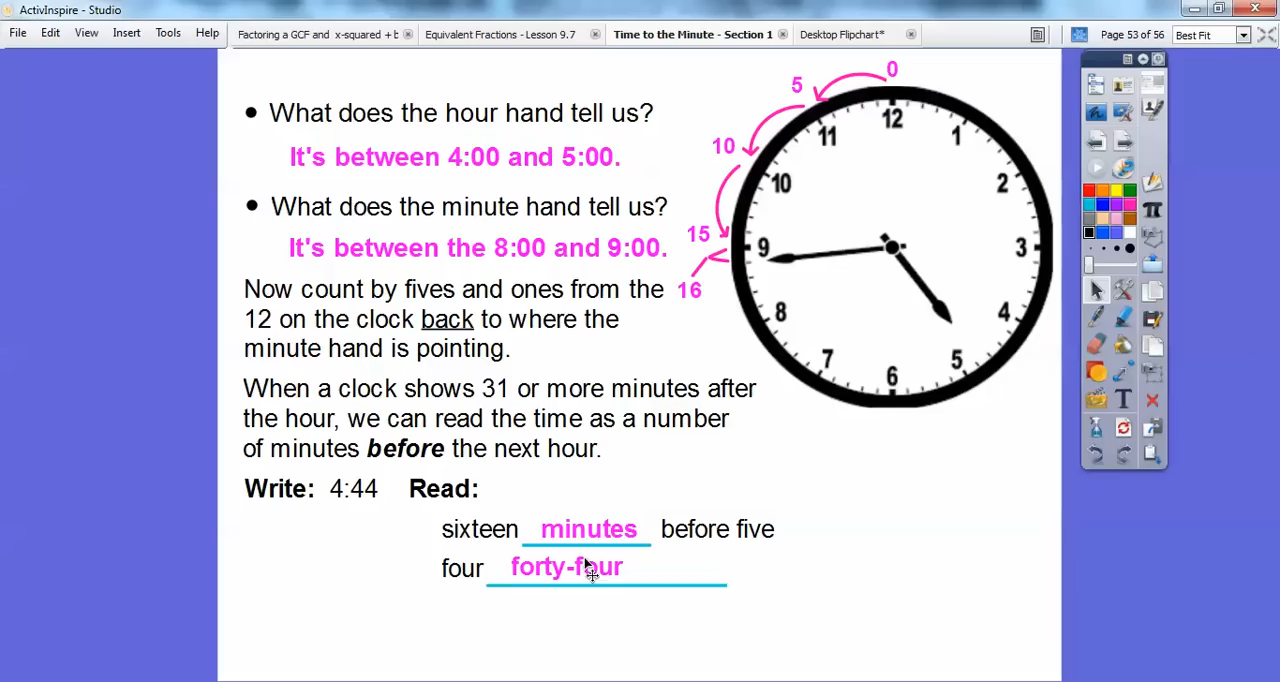 ActivInspire - Studio
File Edit View Insert Tools Help
Factoring a GCF and x-squared + b
Equivalent Fractions - Lesson 9.7
Time to the Minute - Section 1
Desktop Flipchart*
Page 53 of 56
Best Fit
• What does the hour hand tell us?
It's between 4:00 and 5:00.
• What does the minute hand tell us?
It's between the 8:00 and 9:00.
Now count by fives and ones from the
12 on the clock back to where the
minute hand is pointing.
When a clock shows 31 or more minutes after
the hour, we can read the time as a number
of minutes before the next hour.
Write: 4:44 Read:
sixteen minutes before five
four forty-four
0
5
10
15
16
12
1
2
3
4
5
6
7
8
9
10
11